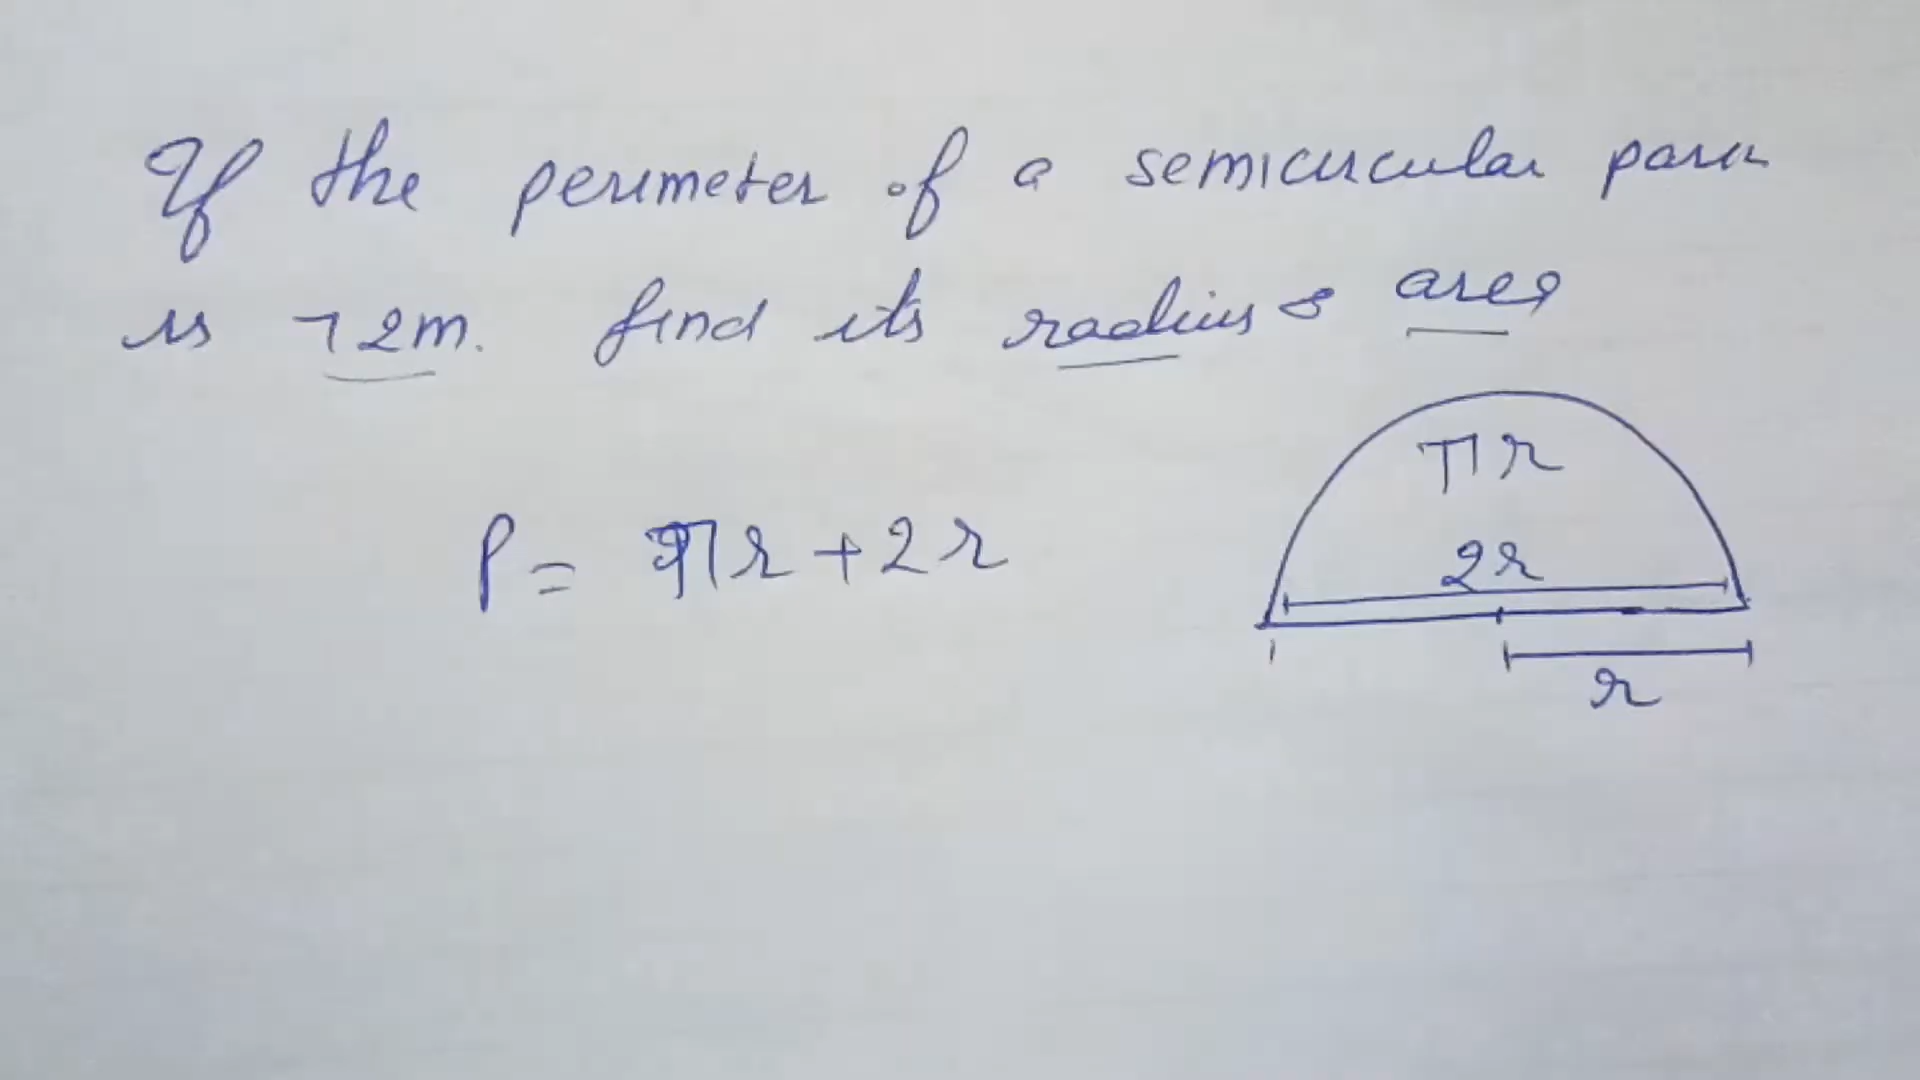 If the perimeter of a semicircular park
is 72m. find its radius & area
πr
P = πr + 2r
2r
r